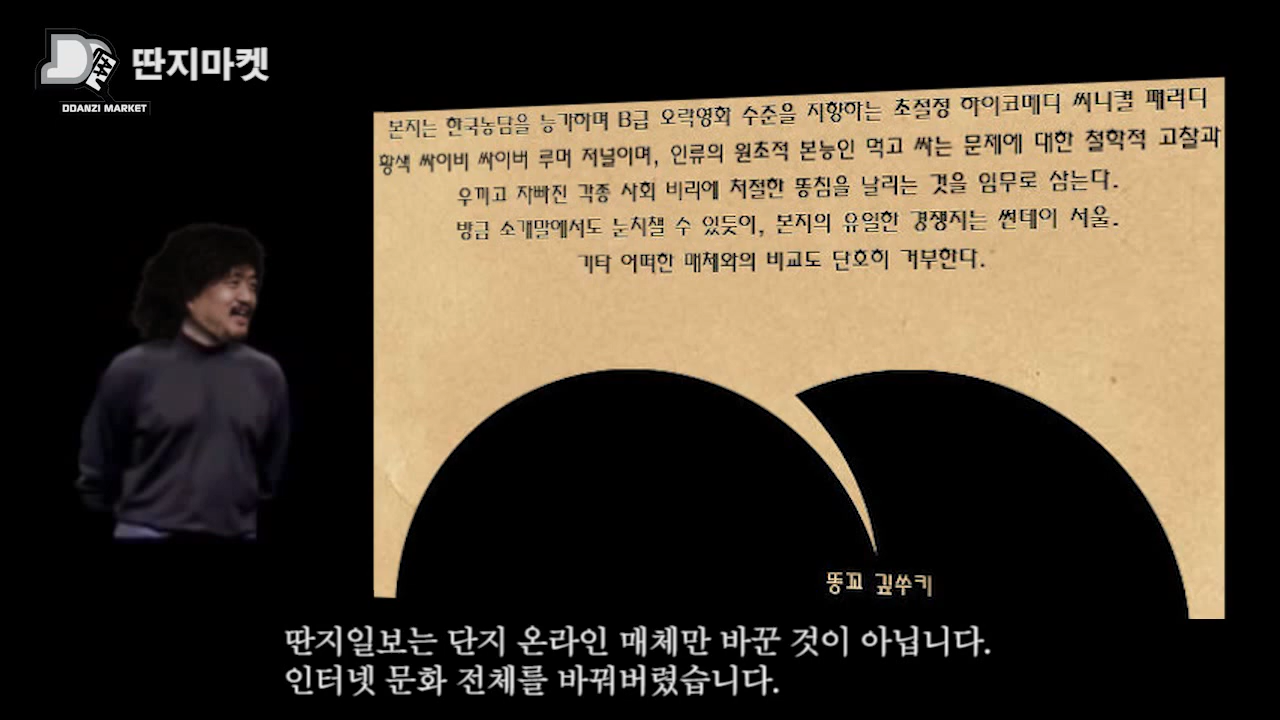 딴지마켓
DDANZI MARKET
본지는 한국농담을 능가하며 B급 오락영화 수준을 지향하는 초절정 하이코메디 씨니컬 패러디
황색 싸이비 싸이버 루머 저널이며, 인류의 원초적 본능인 먹고 싸는 문제에 대한 철학적 고찰과
우끼고 자빠진 각종 사회 비리에 처절한 똥침을 날리는 것을 임무로 삼는다.
방금 소개말에서도 눈치챌 수 있듯이, 본지의 유일한 경쟁지는 썬데이 서울.
기타 어떠한 매체와의 비교도 단호히 거부한다.
똥꼬 깊쑤키
딴지일보는 단지 온라인 매체만 바꾼 것이 아닙니다.
인터넷 문화 전체를 바꿔버렸습니다.